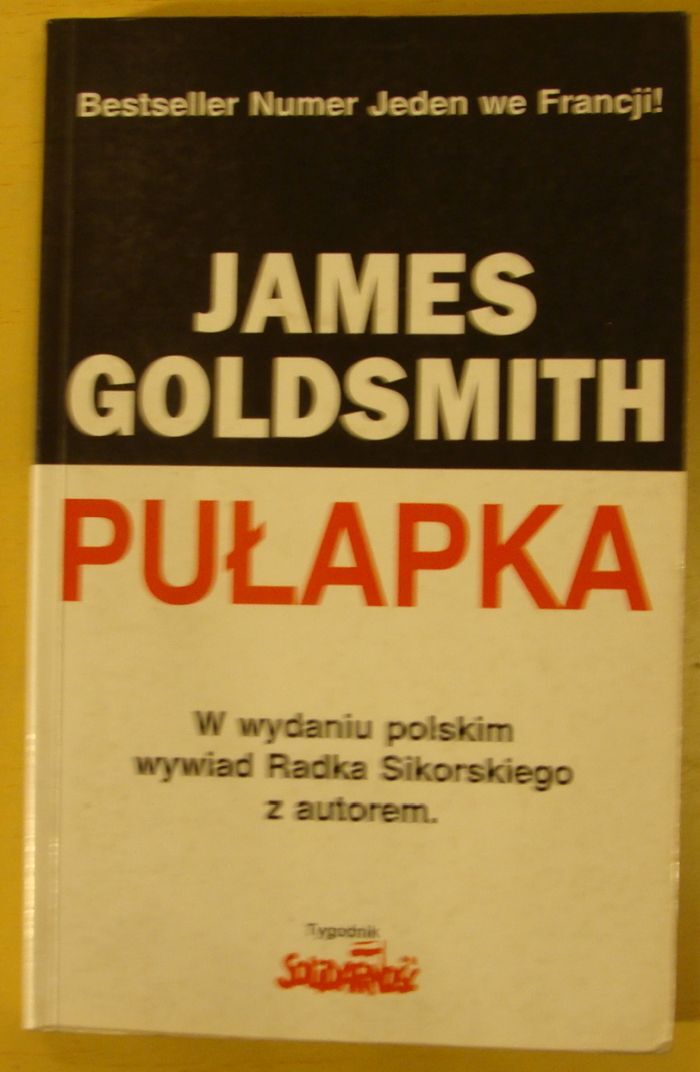 Bestseller Numer Jeden we Francji!
JAMES
GOLDSMITH
PUŁAPKA
W wydaniu polskim
wywiad Radka Sikorskiego
z autorem.
Tygodnik
SOLIDARNOŚĆ